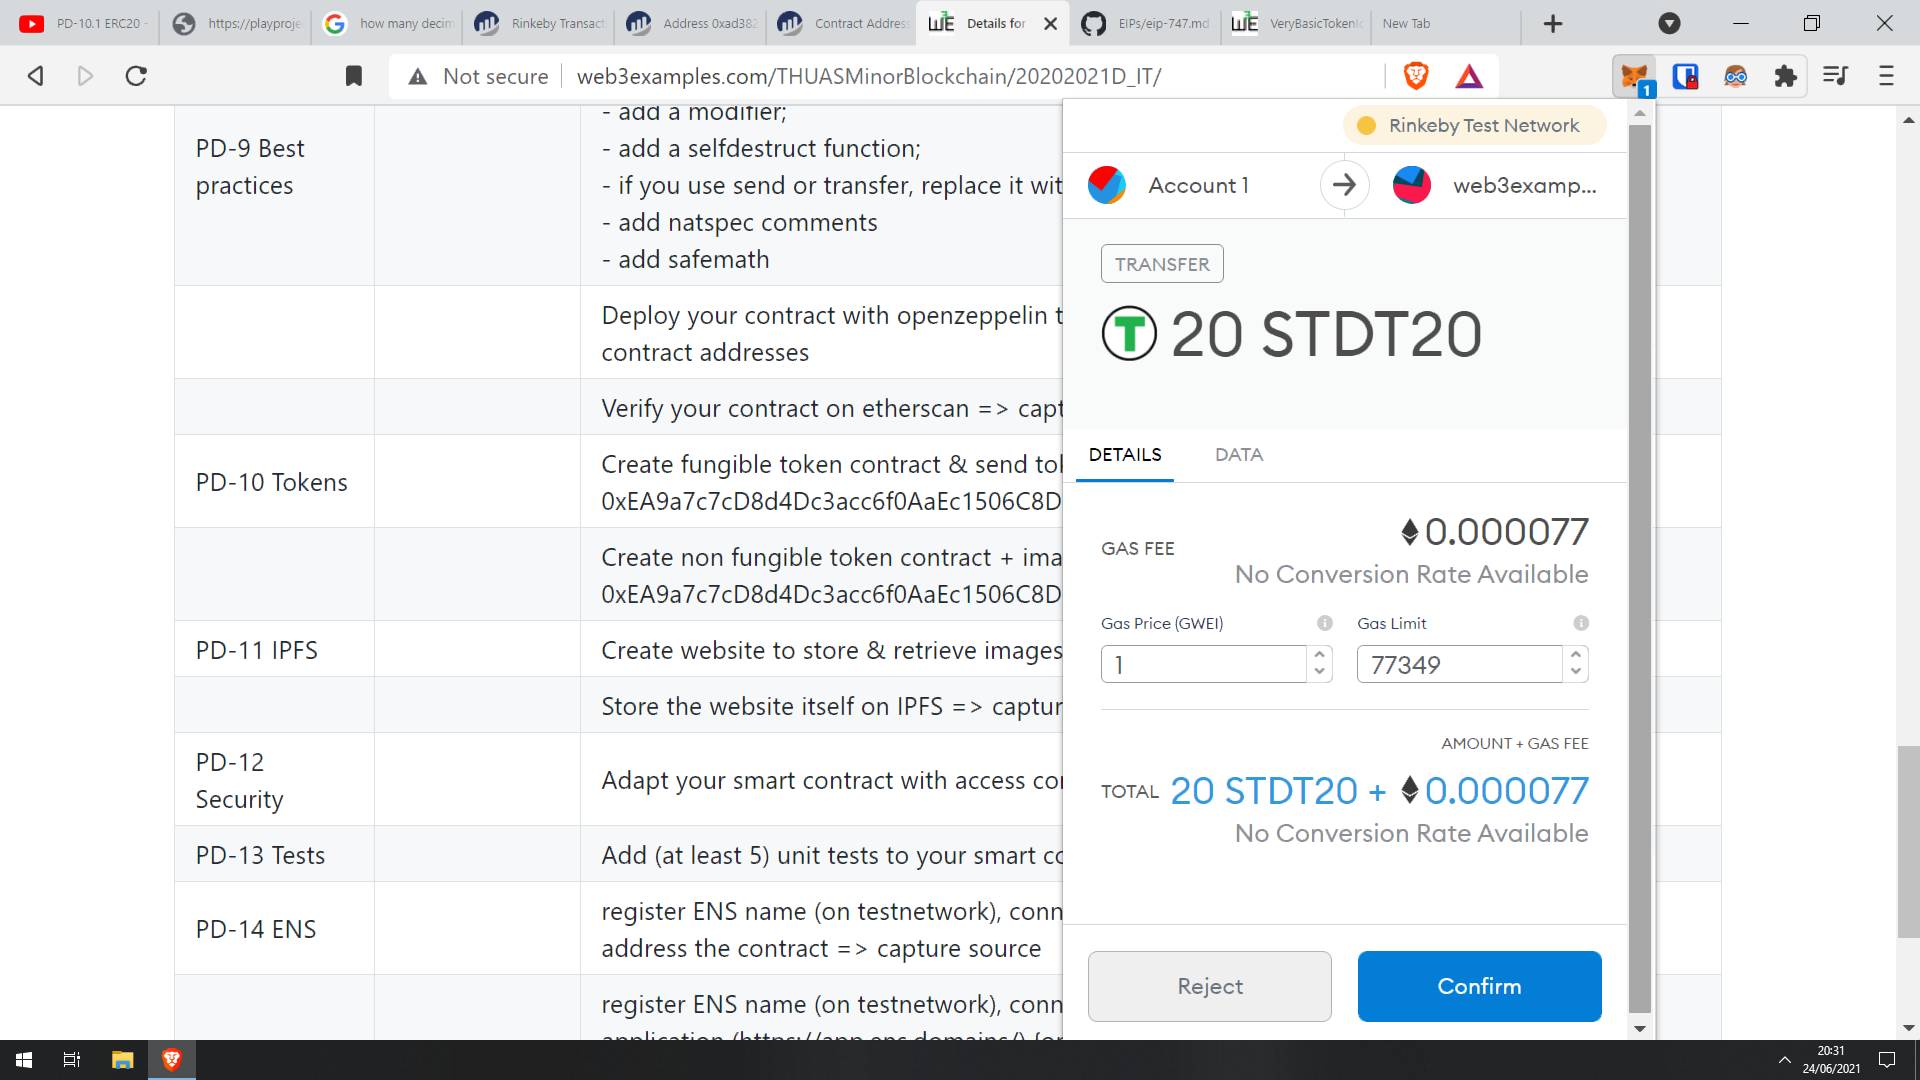 PD-10.1 ERC20 -
https://playproje
how many decim
Rinkeby Transact
Address 0xad382
Contract Address
Details for
EIPs/eip-747.md
VeryBasicToken
New Tab
Not secure
web3examples.com/THUASMinorBlockchain/20202021D_IT/
1
PD-9 Best
practices
- add a modifier;
- add a selfdestruct function;
- if you use send or transfer, replace it wit
- add natspec comments
- add safemath
Deploy your contract with openzeppelin t
contract addresses
Verify your contract on etherscan => capt
PD-10 Tokens
Create fungible token contract & send tok
0xEA9a7c7cD8d4Dc3acc6f0AaEc1506C8D
Create non fungible token contract + ima
0xEA9a7c7cD8d4Dc3acc6f0AaEc1506C8D
PD-11 IPFS
Create website to store & retrieve images
Store the website itself on IPFS => captur
PD-12
Security
Adapt your smart contract with access con
PD-13 Tests
Add (at least 5) unit tests to your smart co
PD-14 ENS
register ENS name (on testnetwork), conn
address the contract => capture source
register ENS name (on testnetwork), conn
application (https://app.ens.domains/)
Rinkeby Test Network
Account 1
web3examp...
TRANSFER
T 20 STDT20
DETAILS
DATA
GAS FEE
0.000077
No Conversion Rate Available
Gas Price (GWEI)
Gas Limit
1
77349
AMOUNT + GAS FEE
TOTAL
20 STDT20 + 0.000077
No Conversion Rate Available
Reject
Confirm
20:31
24/06/2021